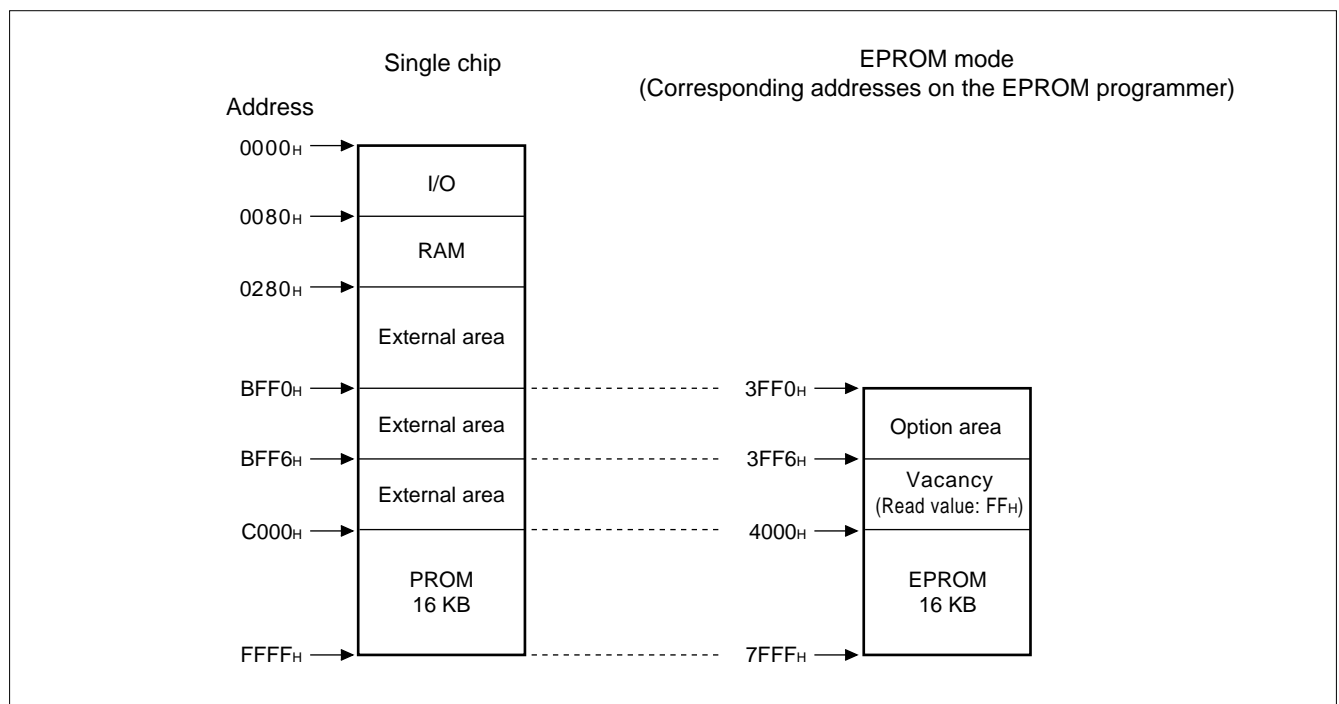 Single chip
EPROM mode
(Corresponding addresses on the EPROM programmer)
Address
0000H
I/O
0080H
RAM
0280H
External area
BFF0H
3FF0H
External area
Option area
BFF6H
3FF6H
External area
Vacancy
(Read value: FFH)
C000H
4000H
PROM
16 KB
EPROM
16 KB
FFFFH
7FFFH